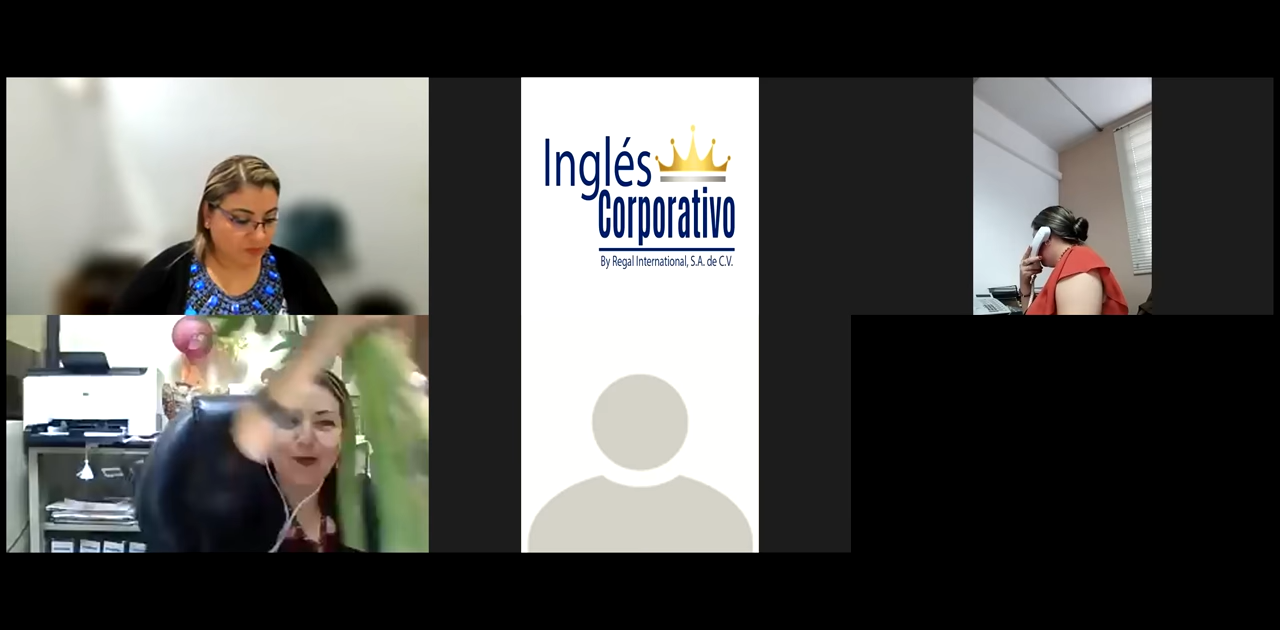 Inglés
Corporativo
By Regal International, S.A. de C.V.